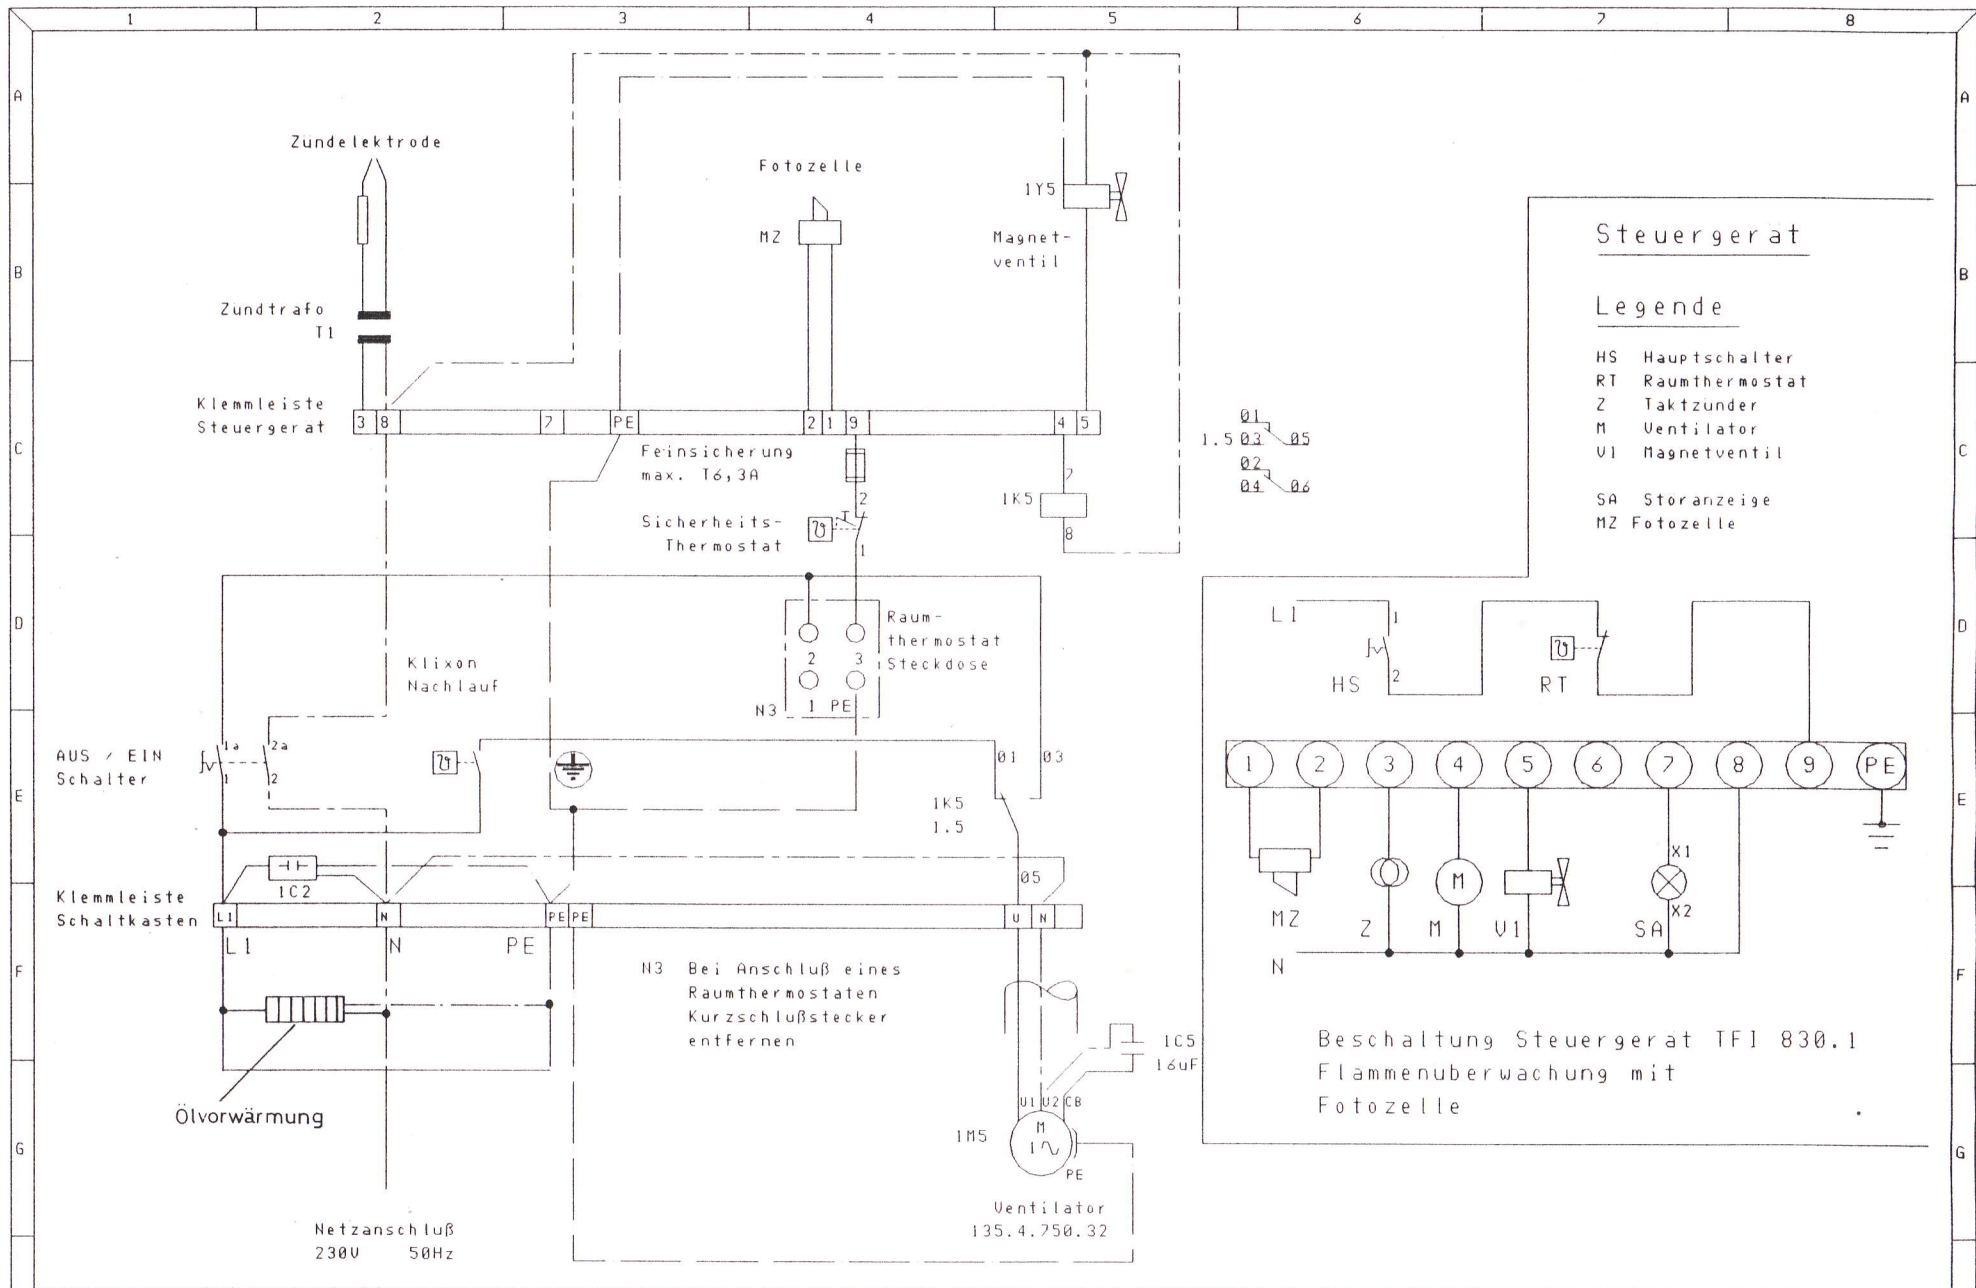 1 2 3 4 5 6 7 8
A A
Zündelektrode
Fotozelle
1Y5
MZ
Magnet-
ventil
B B
Zundtrafo
T1
Klemmleiste
Steuergerat
3 8 7 PE 2 1 9 4 5
C C
Feinsicherung
max. T6,3A
2
Sicherheits-
Thermostat
T
ϑ
1
7
1K5
8
01
1.5 03 05
02
04 06
Steuergerat
Legende
HS Hauptschalter
RT Raumthermostat
Z Taktzunder
M Ventilator
V1 Magnetventil
SA Storanzeige
MZ Fotozelle
D D
Raum-
thermostat
Steckdose
2 3
N3 1 PE
Klixon
Nachlauf
AUS / EIN
Schalter
1a 2a
1 2
ϑ
01 03
1K5
1.5
E E
05
1C2
Klemmleiste
Schaltkasten
L1 N PE PE U N
L1 N PE
F F
N3 Bei Anschluß eines
Raumthermostaten
Kurzschlußstecker
entfernen
Ölvorwärmung
1C5
16uF
U1 U2 CB
1M5
M
1
PE
G G
Ventilator
135.4.750.32
Netzanschluß
230V 50Hz
L1
1
HS 2
ϑ
RT
1 2 3 4 5 6 7 8 9 PE
X1
M
X2
MZ Z M V1 SA
N
Beschaltung Steuergerat TFI 830.1
Flammenuberwachung mit
Fotozelle